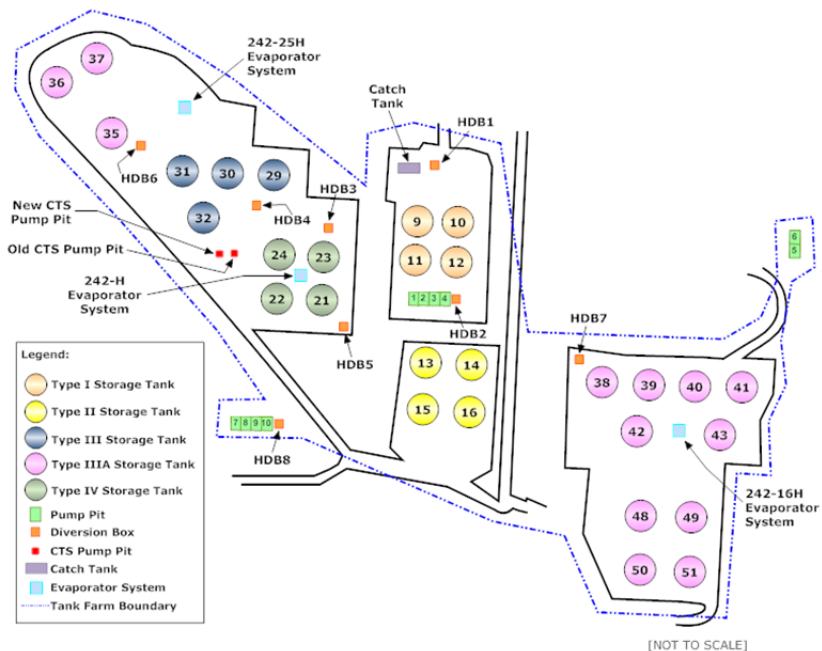 242-25H
Evaporator
System
37
36
35
HDB6
31
30
29
32
HDB4
HDB3
New CTS
Pump Pit
Old CTS Pump Pit
242-H
Evaporator
System
24
23
22
21
HDB5
Catch
Tank
HDB1
9
10
11
12
1 2 3 4
HDB2
13
14
15
16
7 8 9 10
HDB8
6
5
HDB7
38
39
40
41
42
43
242-16H
Evaporator
System
48
49
50
51
Legend:
Type I Storage Tank
Type II Storage Tank
Type III Storage Tank
Type IIIA Storage Tank
Type IV Storage Tank
Pump Pit
Diversion Box
CTS Pump Pit
Catch Tank
Evaporator System
Tank Farm Boundary
[NOT TO SCALE]